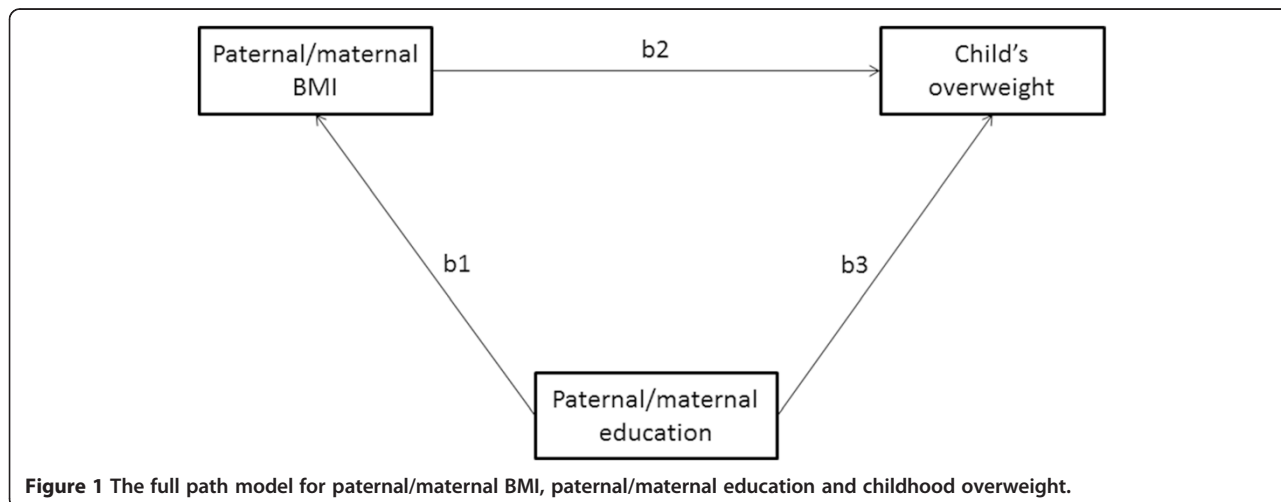 Paternal/maternal
BMI
b2
Child’s
overweight
b1
b3
Paternal/maternal
education
Figure 1 The full path model for paternal/maternal BMI, paternal/maternal education and childhood overweight.